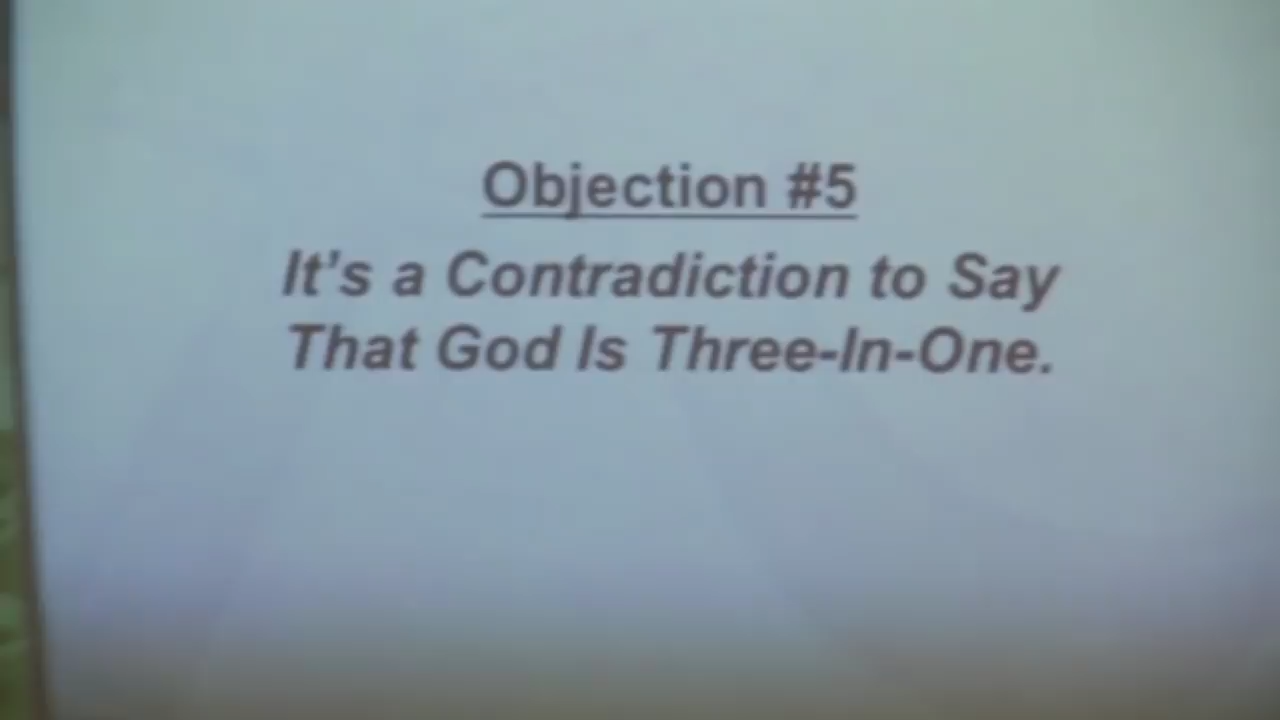 Objection #5
It's a Contradiction to Say
That God Is Three-In-One.